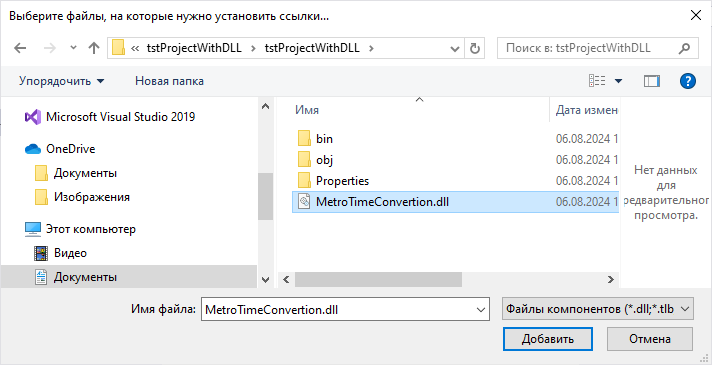 Выберите файлы, на которые нужно установить ссылки...
« tstProjectWithDLL > tstProjectWithDLL >
Поиск в: tstProjectWithDLL
Упорядочить
Новая папка
Microsoft Visual Studio 2019
OneDrive
Документы
Изображения
Этот компьютер
Видео
Документы
Имя
Дата измен
bin
06.08.2024 1
obj
06.08.2024 1
Properties
06.08.2024 1
MetroTimeConvertion.dll
06.08.2024 1
Нет данных
для
редварительног
просмотра.
Имя файла:
MetroTimeConvertion.dll
Файлы компонентов (*.dll;*.tlb
Добавить
Отмена